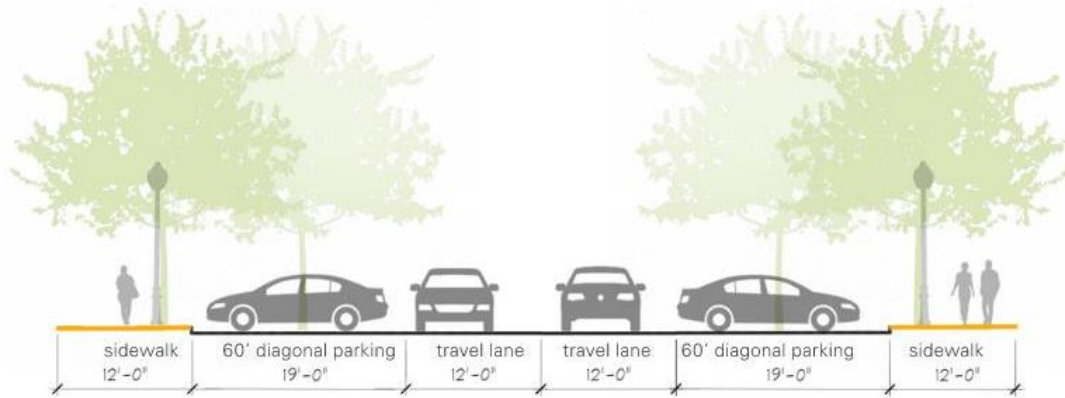 sidewalk 60' diagonal parking travel lane travel lane 60' diagonal parking sidewalk
12'-0" 19'-0" 12'-0" 12'-0" 19'-0" 12'-0"